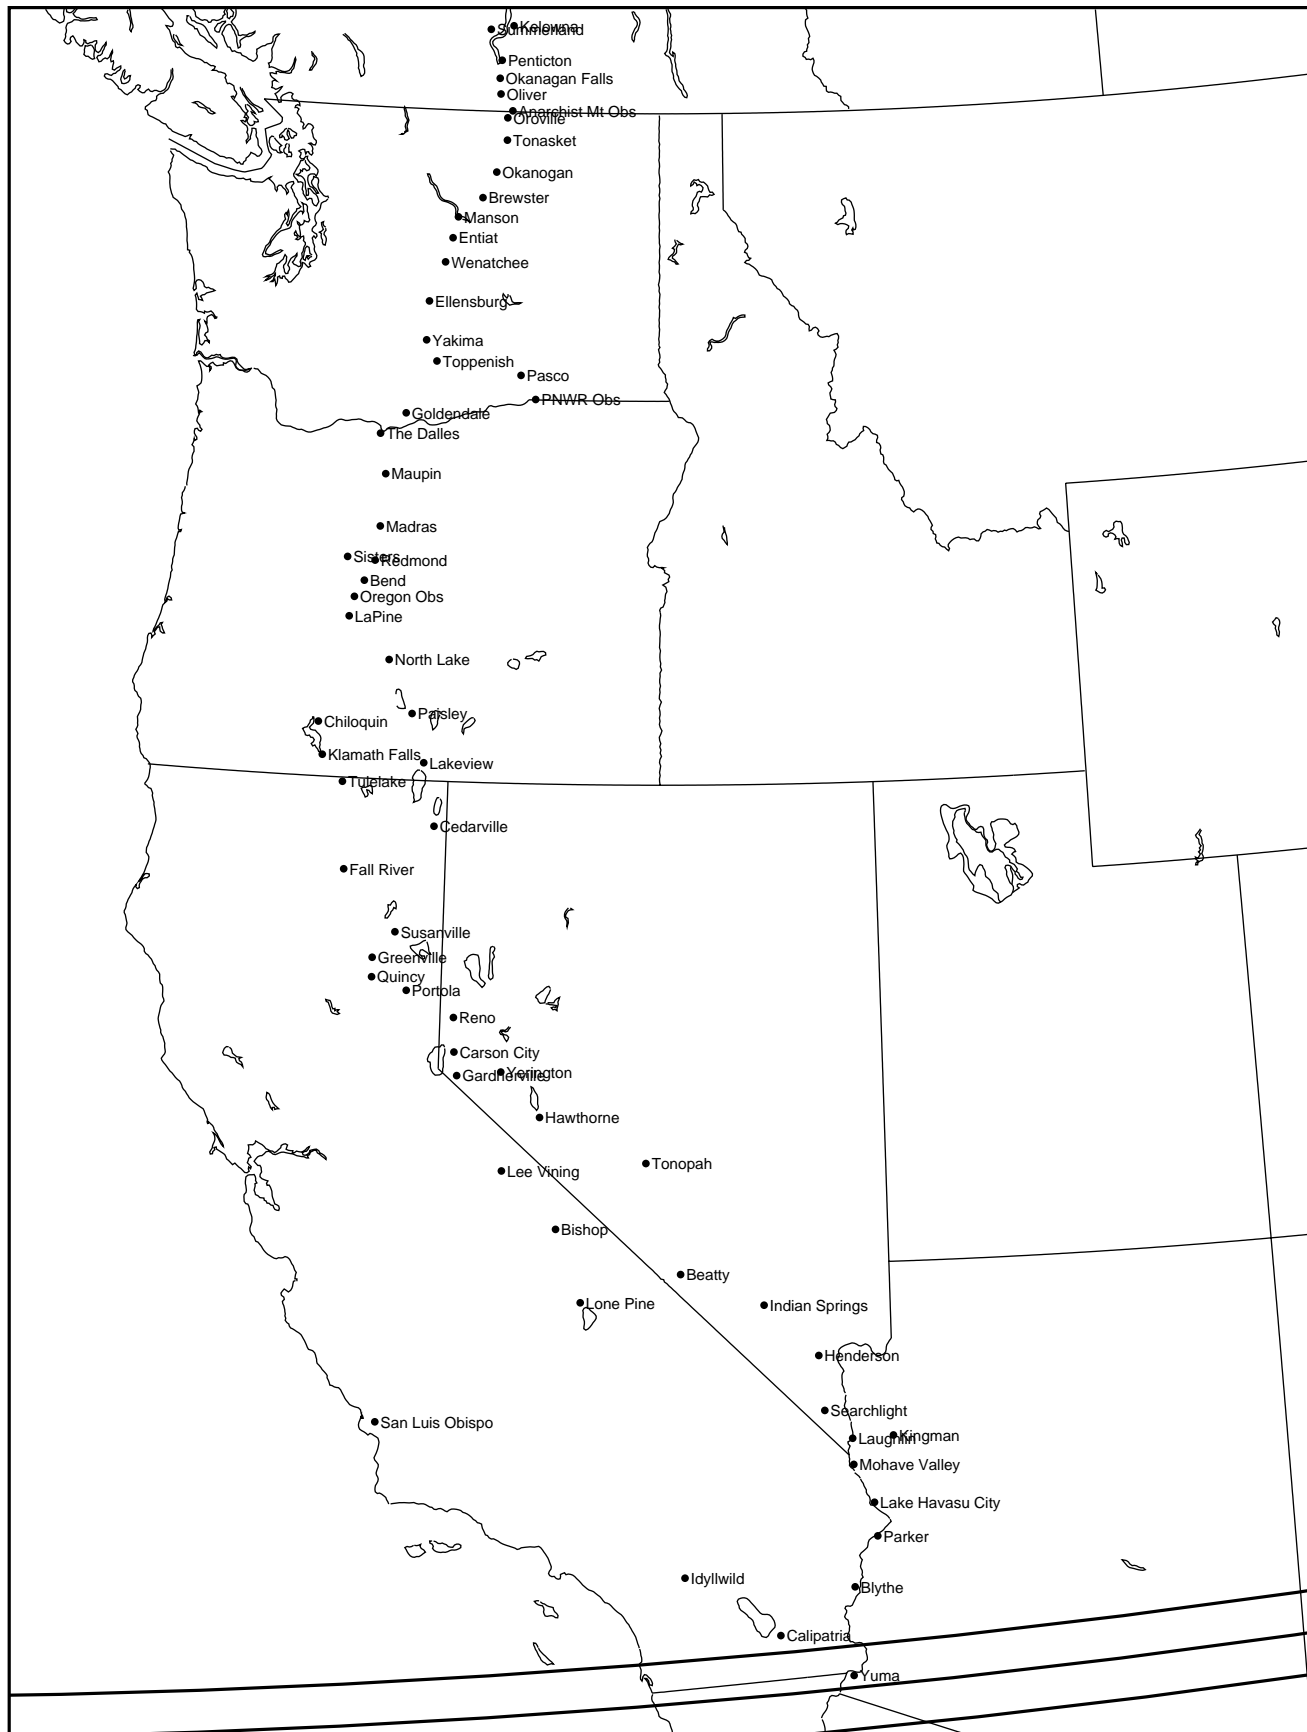 Kelowna
Summerland
Penticton
Okanagan Falls
Oliver
Anarchist Mt Obs
Oroville
Tonasket
Okanogan
Brewster
Manson
Entiat
Wenatchee
Ellensburg
Yakima
Toppenish
Pasco
PNWR Obs
Goldendale
The Dalles
Maupin
Madras
Sisters
Redmond
Bend
Oregon Obs
LaPine
North Lake
Paisley
Chiloquin
Klamath Falls
Lakeview
Tulelake
Cedarville
Fall River
Susanville
Greenville
Quincy
Portola
Reno
Carson City
Yerington
Gardnerville
Hawthorne
Tonopah
Lee Vining
Bishop
Beatty
Lone Pine
Indian Springs
Henderson
Searchlight
San Luis Obispo
Kingman
Laughlin
Mohave Valley
Lake Havasu City
Parker
Idyllwild
Blythe
Calipatria
Yuma